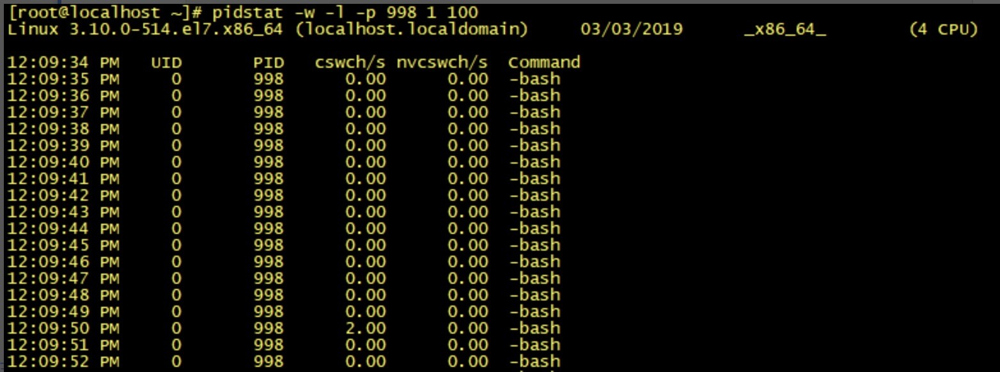 [root@localhost ~]# pidstat -w -l -p 998 1 100
Linux 3.10.0-514.el7.x86_64 (localhost.localdomain) 03/03/2019 _x86_64_ (4 CPU)
12:09:34 PM UID PID cswch/s nvcswch/s Command
12:09:35 PM 0 998 0.00 0.00 -bash
12:09:36 PM 0 998 0.00 0.00 -bash
12:09:37 PM 0 998 0.00 0.00 -bash
12:09:38 PM 0 998 0.00 0.00 -bash
12:09:39 PM 0 998 0.00 0.00 -bash
12:09:40 PM 0 998 0.00 0.00 -bash
12:09:41 PM 0 998 0.00 0.00 -bash
12:09:42 PM 0 998 0.00 0.00 -bash
12:09:43 PM 0 998 0.00 0.00 -bash
12:09:44 PM 0 998 0.00 0.00 -bash
12:09:45 PM 0 998 0.00 0.00 -bash
12:09:46 PM 0 998 0.00 0.00 -bash
12:09:47 PM 0 998 0.00 0.00 -bash
12:09:48 PM 0 998 0.00 0.00 -bash
12:09:49 PM 0 998 0.00 0.00 -bash
12:09:50 PM 0 998 2.00 0.00 -bash
12:09:51 PM 0 998 0.00 0.00 -bash
12:09:52 PM 0 998 0.00 0.00 -bash